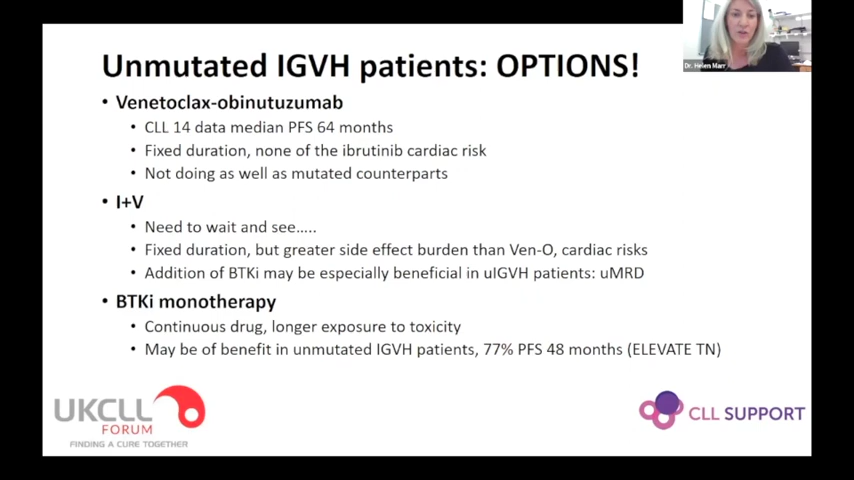 Unmutated IGVH patients: OPTIONS!
• Venetoclax-obinutuzumab
• CLL 14 data median PFS 64 months
• Fixed duration, none of the ibrutinib cardiac risk
• Not doing as well as mutated counterparts
• I+V
• Need to wait and see…..
• Fixed duration, but greater side effect burden than Ven-O, cardiac risks
• Addition of BTKi may be especially beneficial in uIGVH patients: uMRD
• BTKi monotherapy
• Continuous drug, longer exposure to toxicity
• May be of benefit in unmutated IGVH patients, 77% PFS 48 months (ELEVATE TN)
Dr. Helen Marr
UKCLL
FORUM
FINDING A CURE TOGETHER
CLL SUPPORT